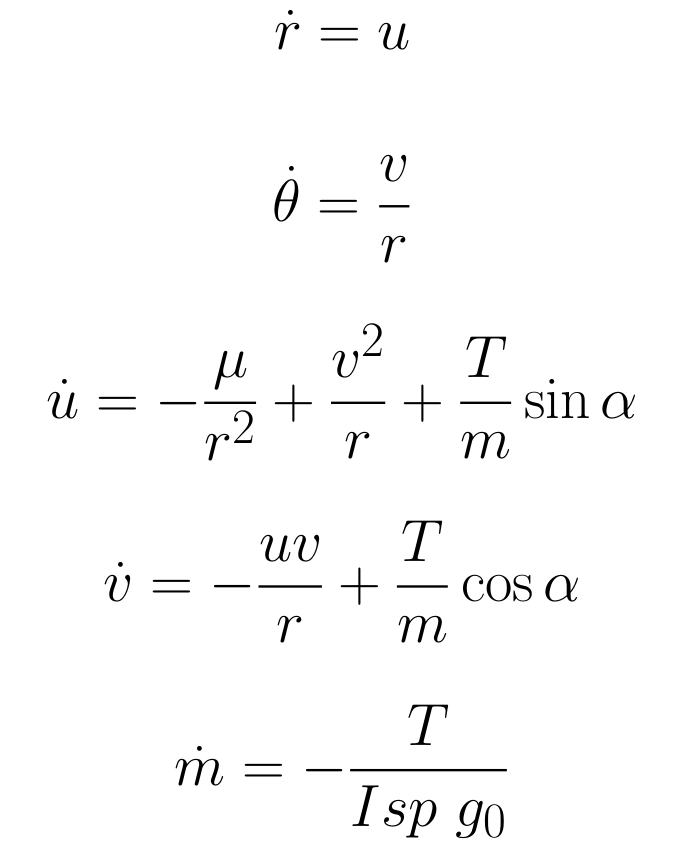 ṙ = u
θ̇ = v/r
u̇ = −μ/r² + v²/r + T/m sin α
v̇ = −uv/r + T/m cos α
ṁ = −T/(Isp g₀)